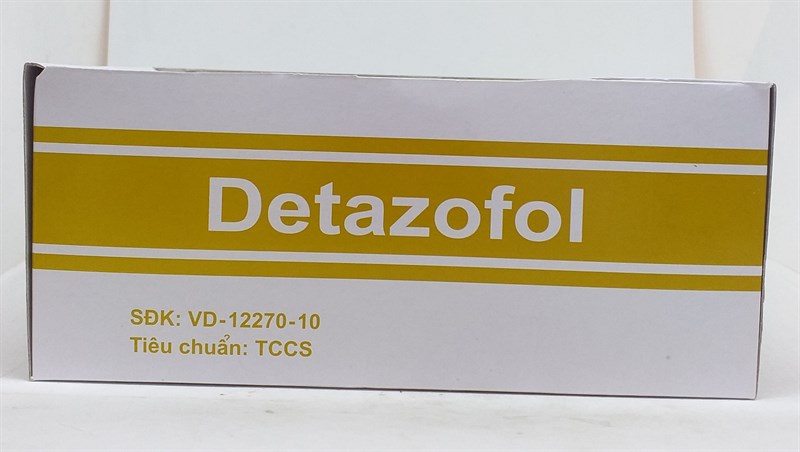 Detazofol
SĐK: VD-12270-10
Tiêu chuẩn: TCCS